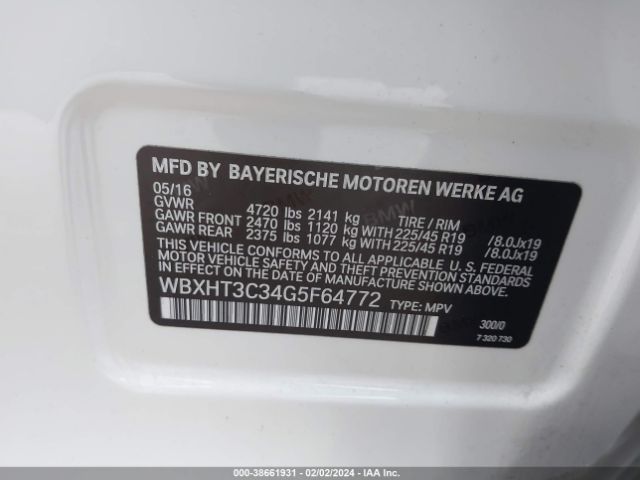 MFD BY BAYERISCHE MOTOREN WERKE AG
05/16
GVWR 4720 lbs 2141 kg TIRE / RIM
GAWR FRONT 2470 lbs 1120 kg WITH 225/45 R19 /8.0Jx19
GAWR REAR 2375 lbs 1077 kg WITH 225/45 R19 /8.0Jx19
THIS VEHICLE CONFORMS TO ALL APPLICABLE U. S. FEDERAL
MOTOR VEHICLE SAFETY, BUMPER, AND THEFT PREVENTION
STANDARDS IN EFFECT ON THE DATE OF MANUFACTURE SHOWN ABOVE.
WBXHT3C34G5F64772 TYPE: MPV
300/0
7 320 730
000-38661931 - 02/02/2024 - IAA Inc.